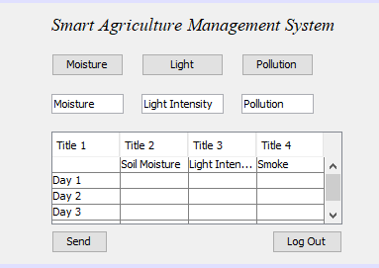 Smart Agriculture Management System
Moisture Light Pollution
Moisture Light Intensity Pollution
Title 1 Title 2 Title 3 Title 4
Soil Moisture Light Inten... Smoke
Day 1
Day 2
Day 3
Send Log Out